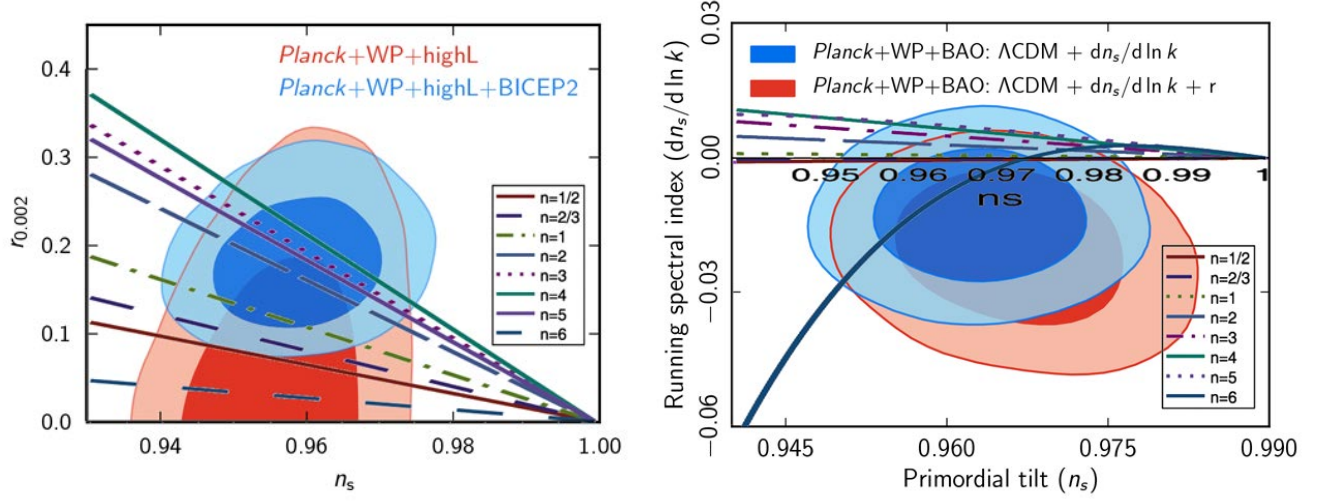 Planck+WP+highL
Planck+WP+highL+BICEP2
0.4
0.3
0.2
0.1
0.0
r0.002
n=1/2
n=2/3
n=1
n=2
n=3
n=4
n=5
n=6
0.94 0.96 0.98 1.00
ns
Planck+WP+BAO: ΛCDM + dns/d ln k
Planck+WP+BAO: ΛCDM + dns/d ln k + r
0.03
0.00
−0.03
−0.06
Running spectral index (dns/d ln k)
0.95 0.96 0.97 0.98 0.99 1
ns
n=1/2
n=2/3
n=1
n=2
n=3
n=4
n=5
n=6
0.945 0.960 0.975 0.990
Primordial tilt (ns)